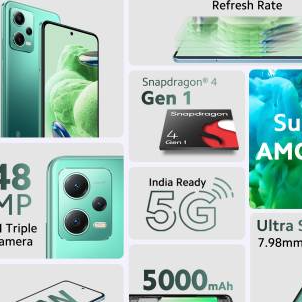 Refresh Rate
Snapdragon® 4
Gen 1
Snapdragon
4
Gen 1
Su
AMO
48
MP
Triple
amera
India Ready
5G
Ultra S
7.98mm
5000mAh